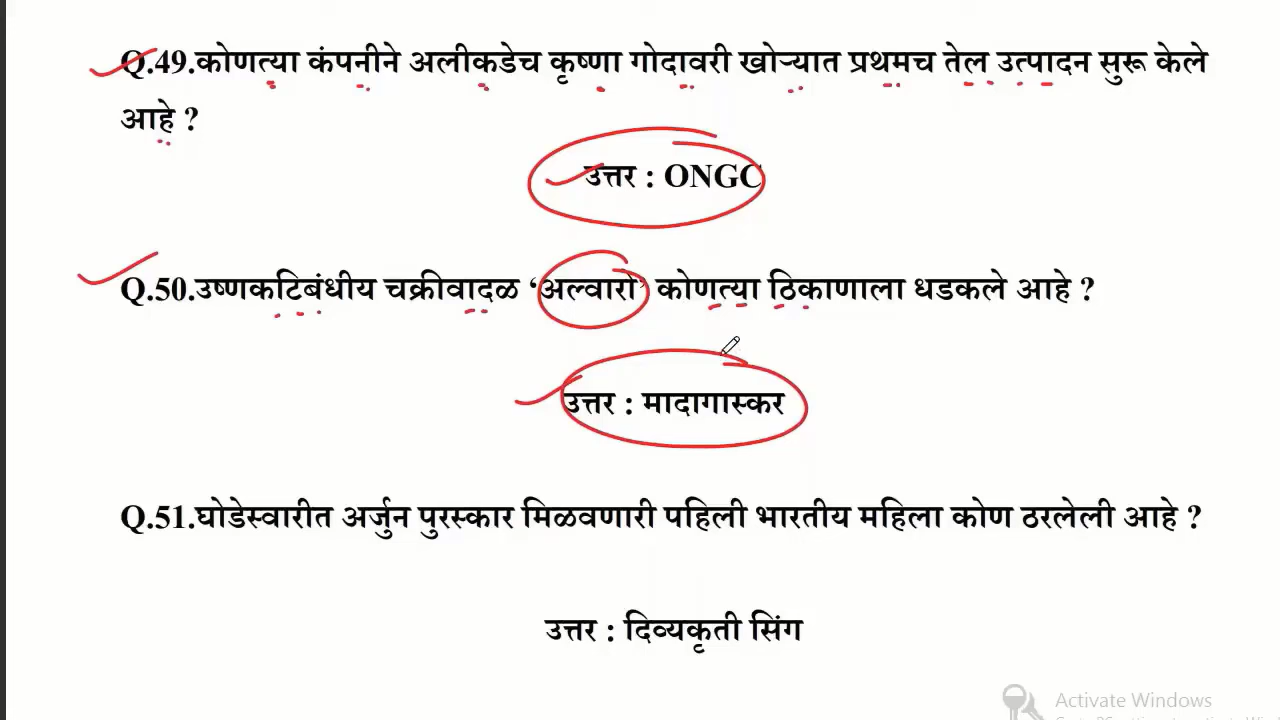 Q.49.कोणत्या कंपनीने अलीकडेच कृष्णा गोदावरी खोऱ्यात प्रथमच तेल उत्पादन सुरू केले
आहे ?
उत्तर : ONGC
Q.50.उष्णकटिबंधीय चक्रीवादळ ‘अल्वारो’ कोणत्या ठिकाणाला धडकले आहे ?
उत्तर : मादागास्कर
Q.51.घोडेस्वारीत अर्जुन पुरस्कार मिळवणारी पहिली भारतीय महिला कोण ठरलेली आहे ?
उत्तर : दिव्यकृती सिंग
Activate Windows